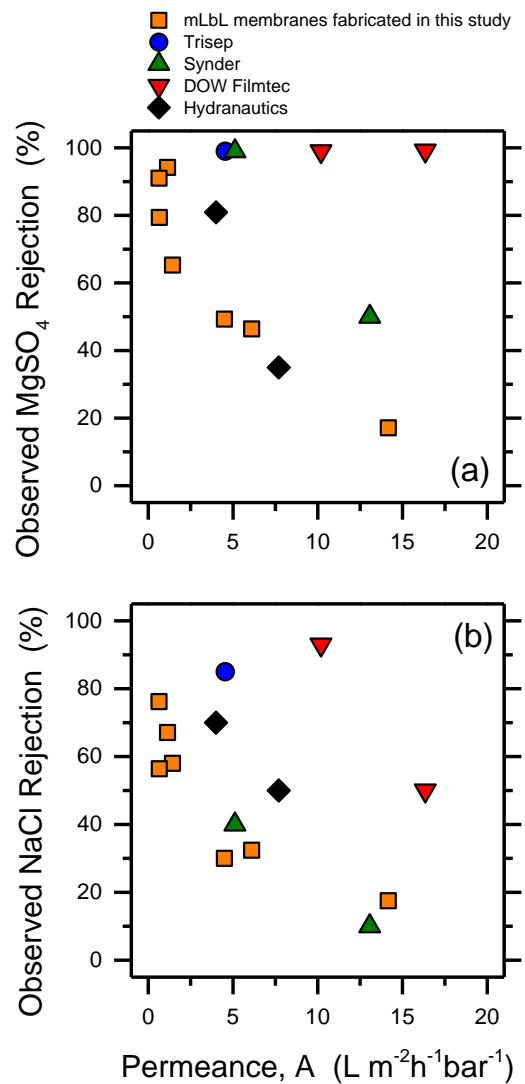 mLbL membranes fabricated in this study
Trisep
Synder
DOW Filmtec
Hydranautics
100
80
60
40
20
0
Observed MgSO₄ Rejection (%)
(a)
0 5 10 15 20
100
80
60
40
20
0
Observed NaCl Rejection (%)
(b)
0 5 10 15 20
Permeance, A (L m⁻²h⁻¹bar⁻¹)